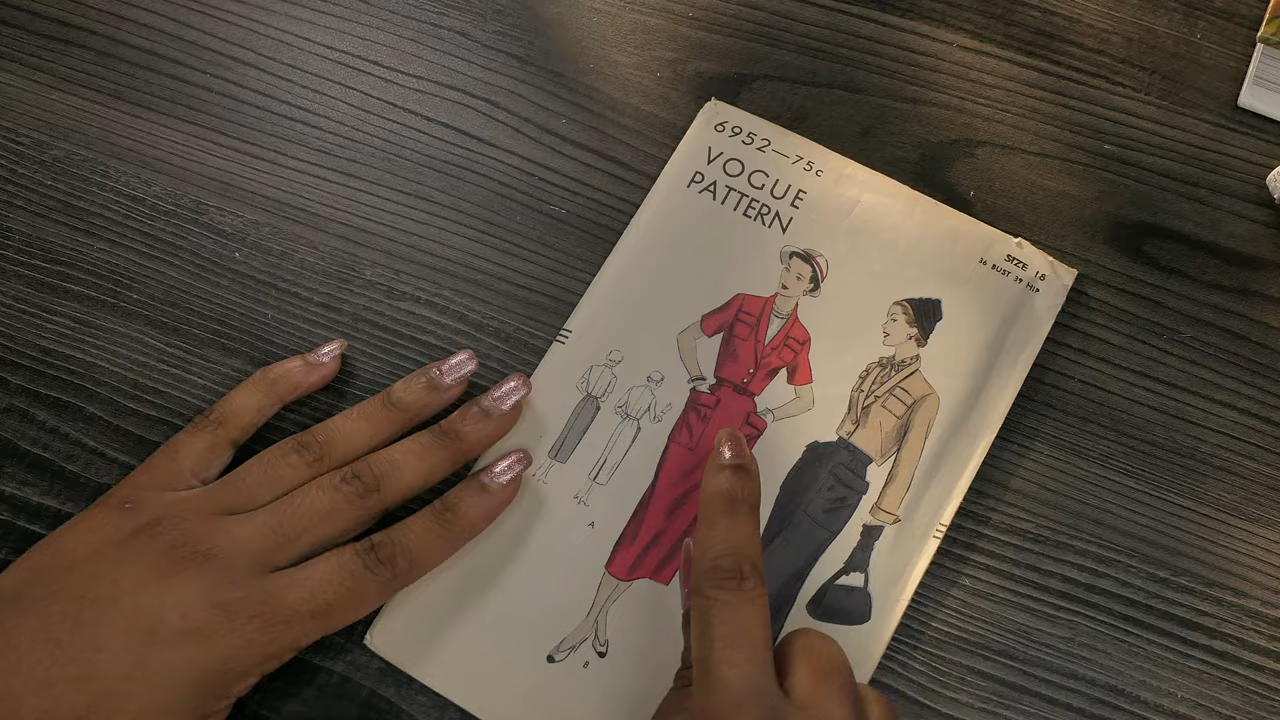 6952—75c
VOGUE
PATTERN
SIZE 18
36 BUST 39 HIP
A
B